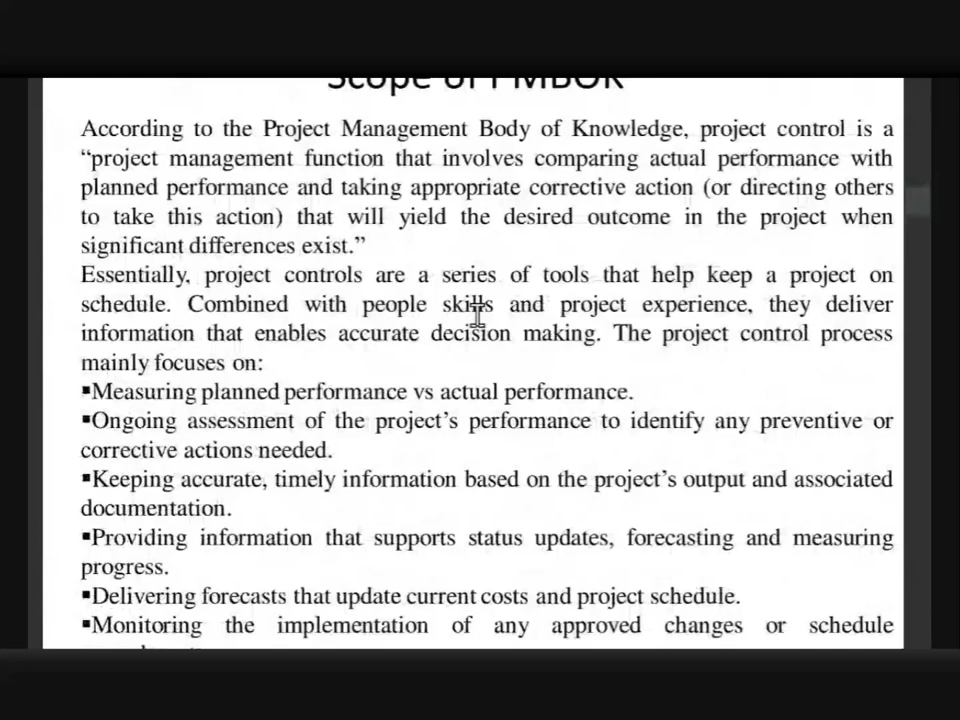 Scope of PMBOK
According to the Project Management Body of Knowledge, project control is a
“project management function that involves comparing actual performance with
planned performance and taking appropriate corrective action (or directing others
to take this action) that will yield the desired outcome in the project when
significant differences exist.”
Essentially, project controls are a series of tools that help keep a project on
schedule. Combined with people skills and project experience, they deliver
information that enables accurate decision making. The project control process
mainly focuses on:
▪Measuring planned performance vs actual performance.
▪Ongoing assessment of the project’s performance to identify any preventive or
corrective actions needed.
▪Keeping accurate, timely information based on the project’s output and associated
documentation.
▪Providing information that supports status updates, forecasting and measuring
progress.
▪Delivering forecasts that update current costs and project schedule.
▪Monitoring the implementation of any approved changes or schedule